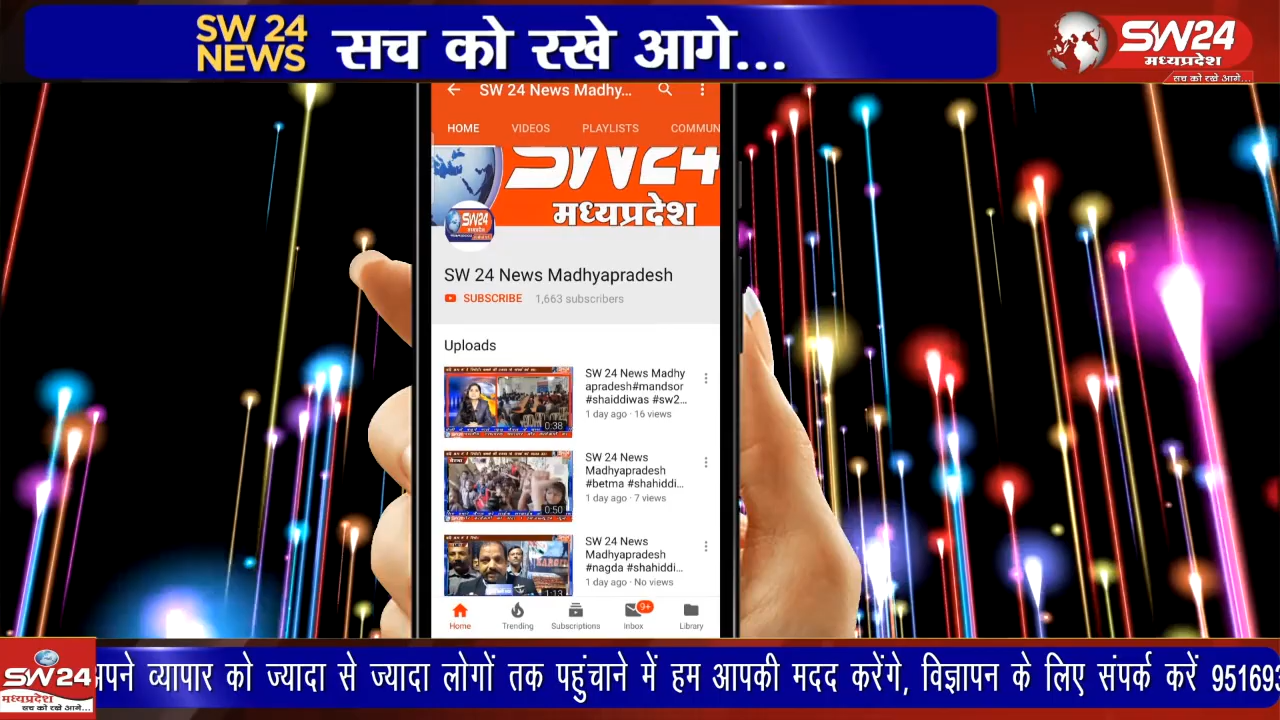 SW 24
NEWS
सच को रखे आगे...
SW24
मध्यप्रदेश
सच को रखे आगे...
SW 24 News Madhy...
HOME VIDEOS PLAYLISTS COMMUN
SW24
मध्यप्रदेश
SW24
SW 24 News Madhyapradesh
SUBSCRIBE 1,663 subscribers
Uploads
SW 24 News Madhy
apradesh#mandsor
#shaiddiwas #sw2...
1 day ago · 16 views
0:38
SW 24 News
Madhyapradesh
#betma #shahiddi...
1 day ago · 7 views
0:50
SW 24 News
Madhyapradesh
#nagda #shahiddi...
1 day ago · No views
1:13
9+
Home Trending Subscriptions Inbox Library
SW24
मध्यप्रदेश
सच को रखे आगे...
अपने व्यापार को ज्यादा से ज्यादा लोगों तक पहुंचाने में हम आपकी मदद करेंगे, विज्ञापन के लिए संपर्क करें 951693